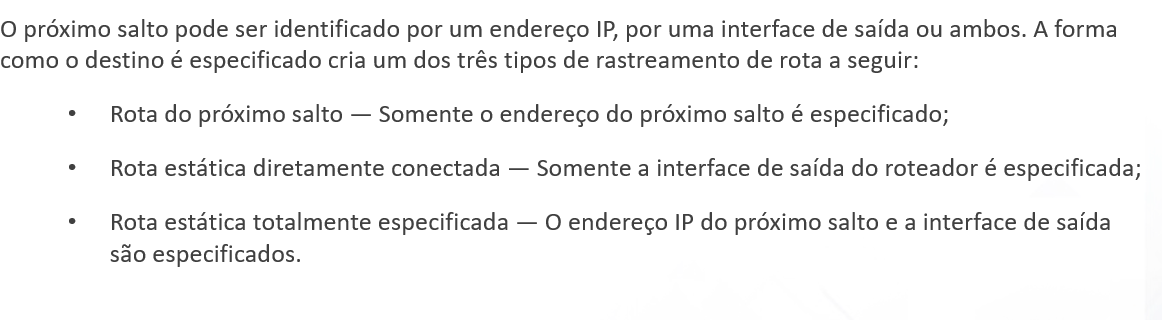 O próximo salto pode ser identificado por um endereço IP, por uma interface de saída ou ambos. A forma
como o destino é especificado cria um dos três tipos de rastreamento de rota a seguir:
• Rota do próximo salto — Somente o endereço do próximo salto é especificado;
• Rota estática diretamente conectada — Somente a interface de saída do roteador é especificada;
• Rota estática totalmente especificada — O endereço IP do próximo salto e a interface de saída
são especificados.